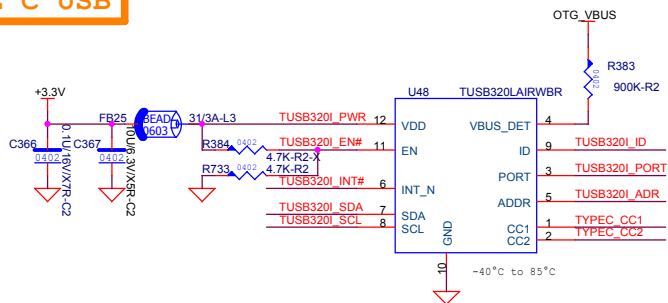 C USB
OTG_VBUS
R383
0402
900K-R2
+3.3V
FB25
BEAD
0603
31/3A-L3
C366
0402
0.1U/16V/X7R-C2
C367
0402
10U/6.3V/X5R-C2
R384
0402
4.7K-R2-X
R733
0402
4.7K-R2
U48
TUSB320LAIRWBR
TUSB320I_PWR
12
VDD
TUSB320I_EN#
11
EN
TUSB320I_INT#
6
INT_N
TUSB320I_SDA
7
SDA
TUSB320I_SCL
8
SCL
GND
10
VBUS_DET
4
ID
9
TUSB320I_ID
PORT
3
TUSB320I_PORT
ADDR
5
TUSB320I_ADR
CC1
1
TYPEC_CC1
CC2
2
TYPEC_CC2
-40°C to 85°C